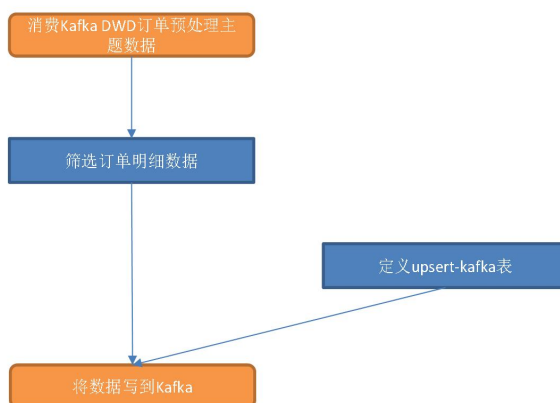 消费Kafka DWD订单预处理主
题数据
筛选订单明细数据
定义upsert-kafka表
将数据写到Kafka